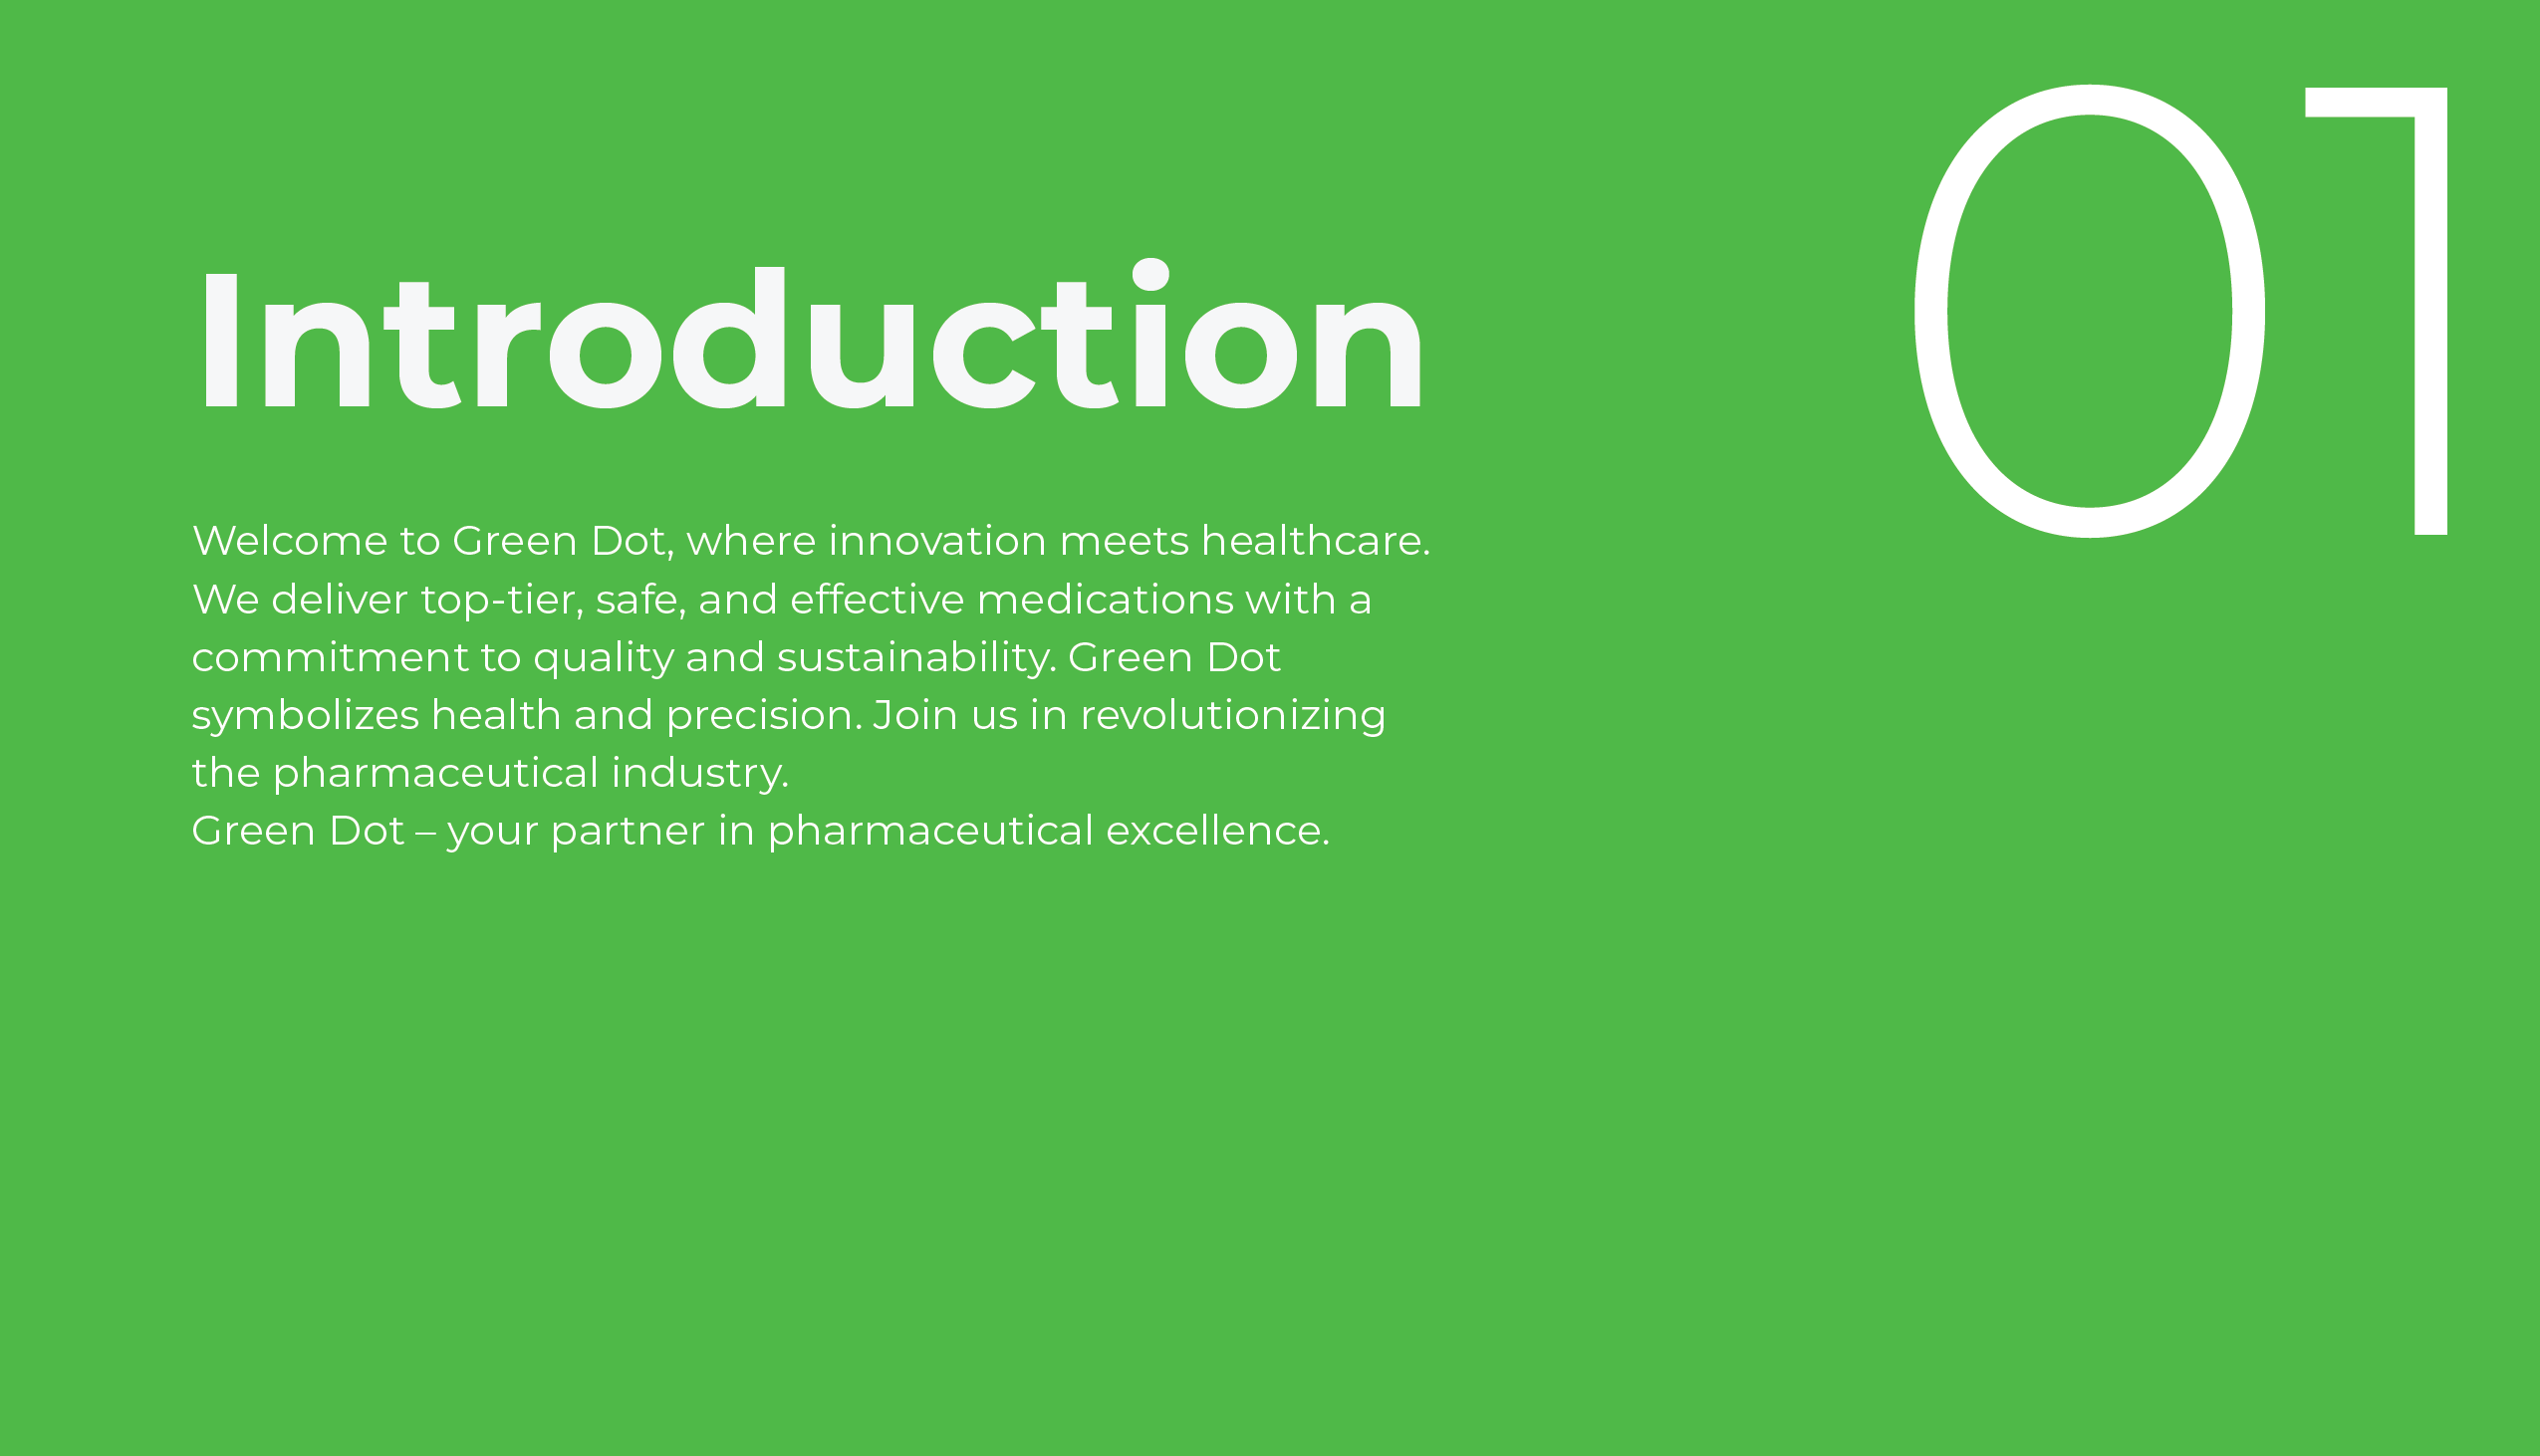 01
Introduction
Welcome to Green Dot, where innovation meets healthcare.
We deliver top-tier, safe, and effective medications with a
commitment to quality and sustainability. Green Dot
symbolizes health and precision. Join us in revolutionizing
the pharmaceutical industry.
Green Dot – your partner in pharmaceutical excellence.